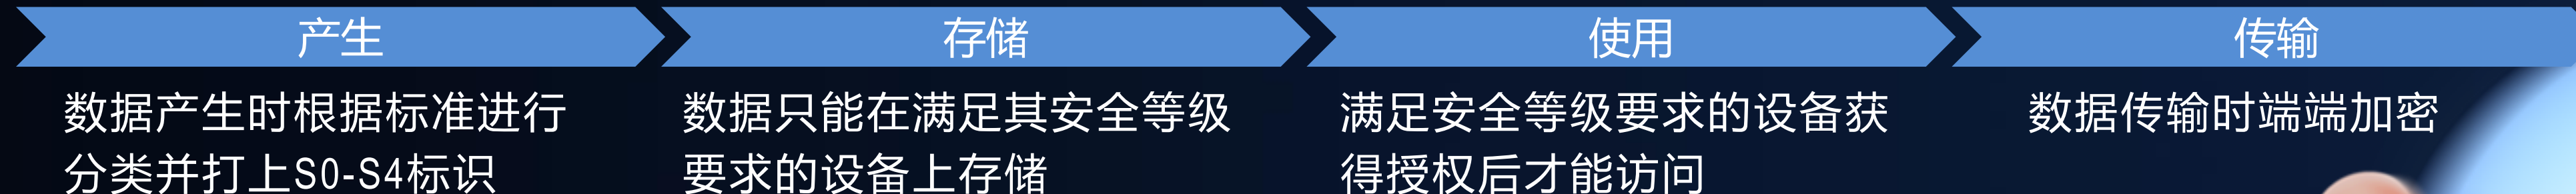 产生
存储
使用
传输
数据产生时根据标准进行
分类并打上S0-S4标识
数据只能在满足其安全等级
要求的设备上存储
满足安全等级要求的设备获
得授权后才能访问
数据传输时端端加密